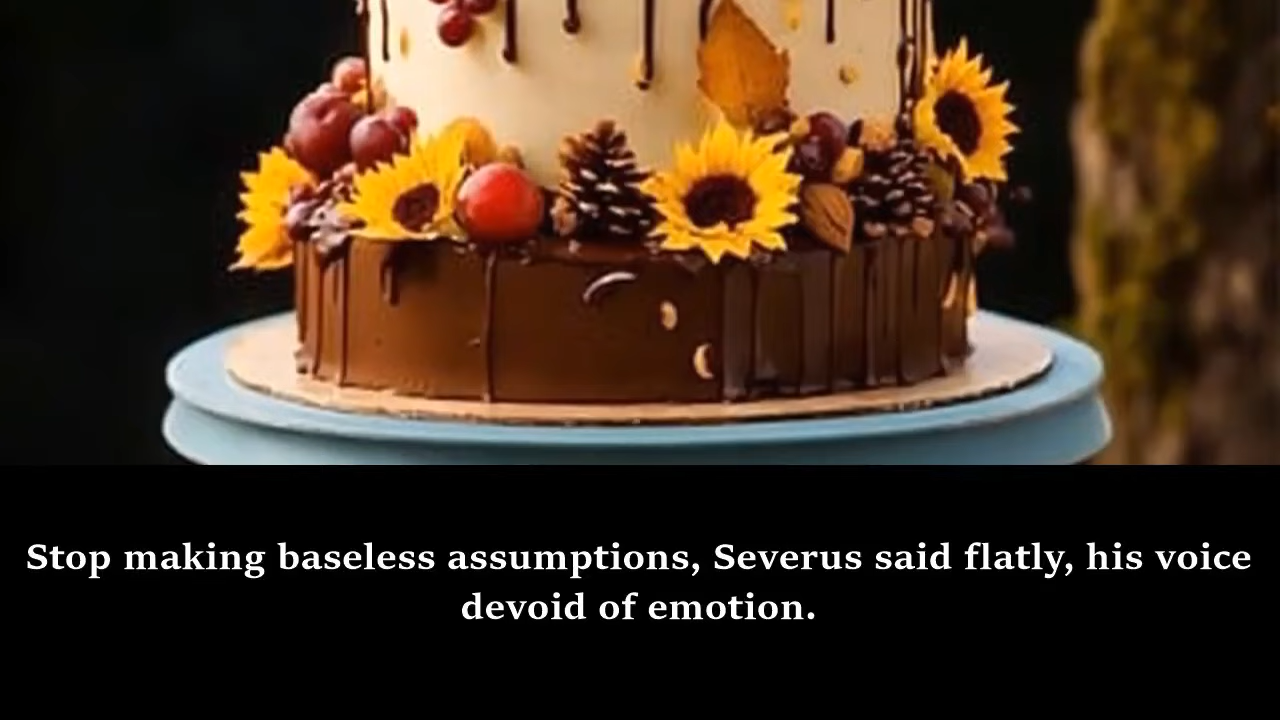 Stop making baseless assumptions, Severus said flatly, his voice
devoid of emotion.